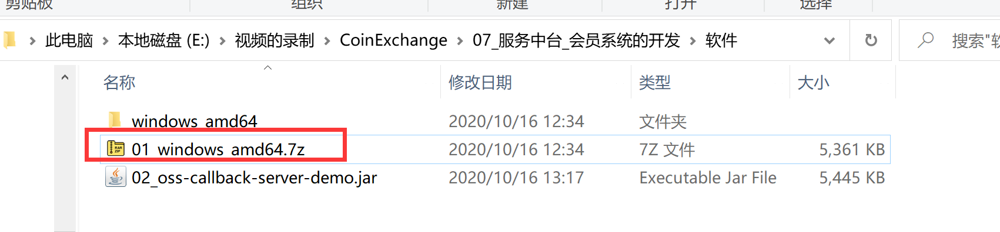 剪贴板 组织 新建 打开 选择
此电脑 > 本地磁盘 (E:) > 视频的录制 > CoinExchange > 07_服务中台_会员系统的开发 > 软件 搜索"软
名称 修改日期 类型 大小
windows_amd64 2020/10/16 12:34 文件夹
01_windows_amd64.7z 2020/10/16 12:34 7Z 文件 5,361 KB
02_oss-callback-server-demo.jar 2020/10/16 13:17 Executable Jar File 5,445 KB